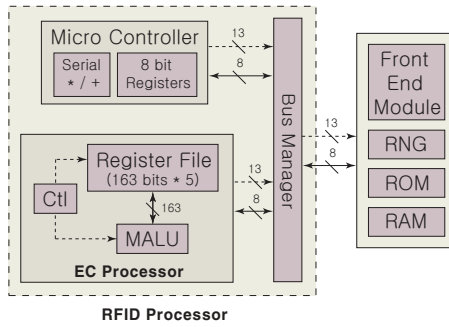 Micro Controller
Serial
* / +
8 bit
Registers
13
8
Bus Manager
13
8
Front
End
Module
RNG
ROM
RAM
Register File
(163 bits * 5)
13
8
Ctl
163
MALU
EC Processor
RFID Processor